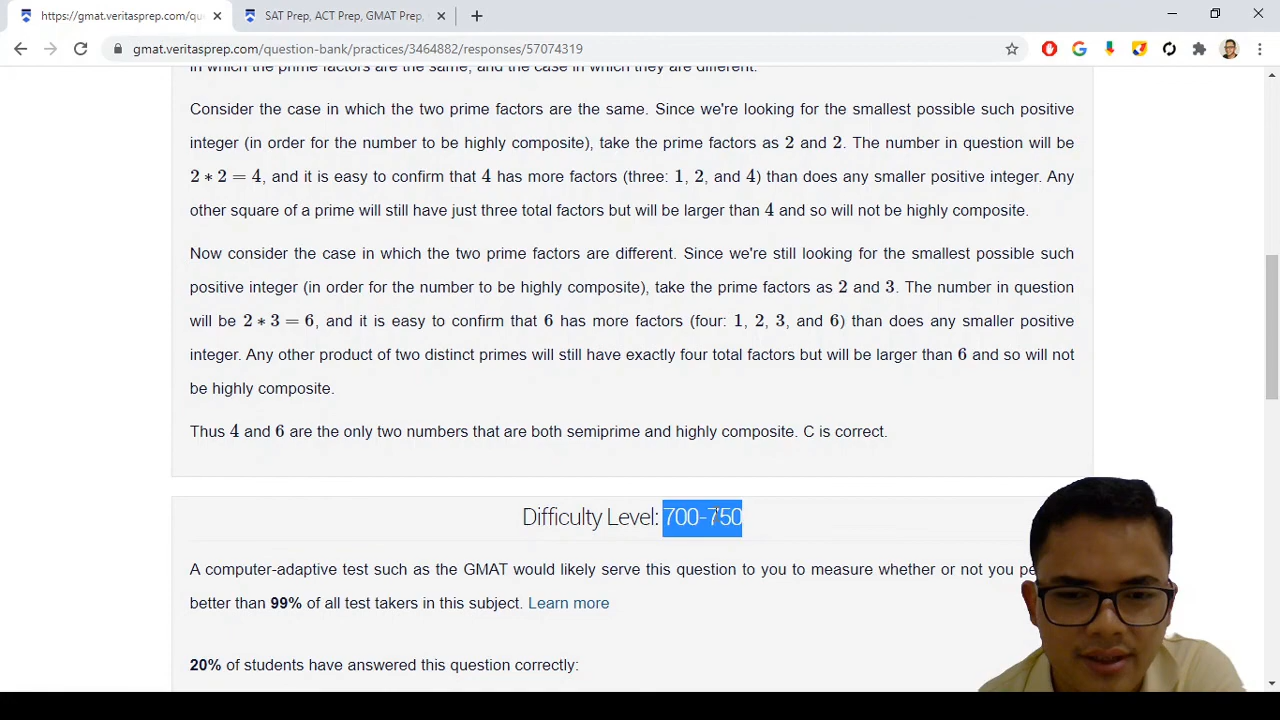 https://gmat.veritasprep.com/qu
SAT Prep, ACT Prep, GMAT Prep,
gmat.veritasprep.com/question-bank/practices/3464882/responses/57074319
in which the prime factors are the same, and the case in which they are different.
Consider the case in which the two prime factors are the same. Since we're looking for the smallest possible such positive
integer (in order for the number to be highly composite), take the prime factors as 2 and 2. The number in question will be
2 ∗ 2 = 4, and it is easy to confirm that 4 has more factors (three: 1, 2, and 4) than does any smaller positive integer. Any
other square of a prime will still have just three total factors but will be larger than 4 and so will not be highly composite.
Now consider the case in which the two prime factors are different. Since we're still looking for the smallest possible such
positive integer (in order for the number to be highly composite), take the prime factors as 2 and 3. The number in question
will be 2 ∗ 3 = 6, and it is easy to confirm that 6 has more factors (four: 1, 2, 3, and 6) than does any smaller positive
integer. Any other product of two distinct primes will still have exactly four total factors but will be larger than 6 and so will not
be highly composite.
Thus 4 and 6 are the only two numbers that are both semiprime and highly composite. C is correct.
Difficulty Level: 700-750
A computer-adaptive test such as the GMAT would likely serve this question to you to measure whether or not you pe
better than 99% of all test takers in this subject. Learn more
20% of students have answered this question correctly: